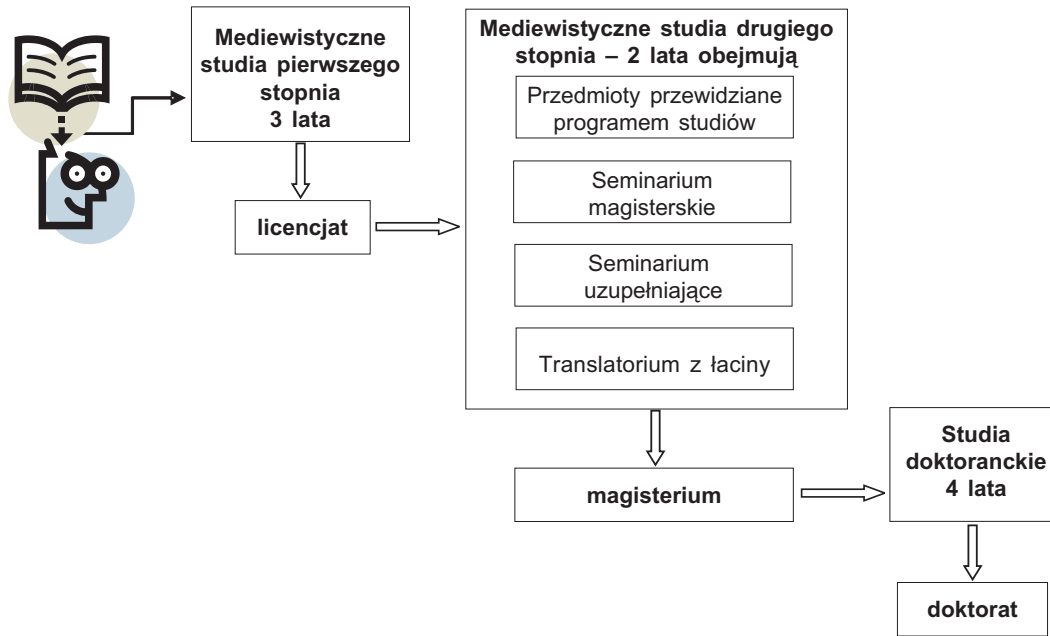 Mediewistyczne
studia pierwszego
stopnia
3 lata
licencjat
Mediewistyczne studia drugiego
stopnia – 2 lata obejmują
Przedmioty przewidziane
programem studiów
Seminarium
magisterskie
Seminarium
uzupełniające
Translatorium z łaciny
magisterium
Studia
doktoranckie
4 lata
doktorat